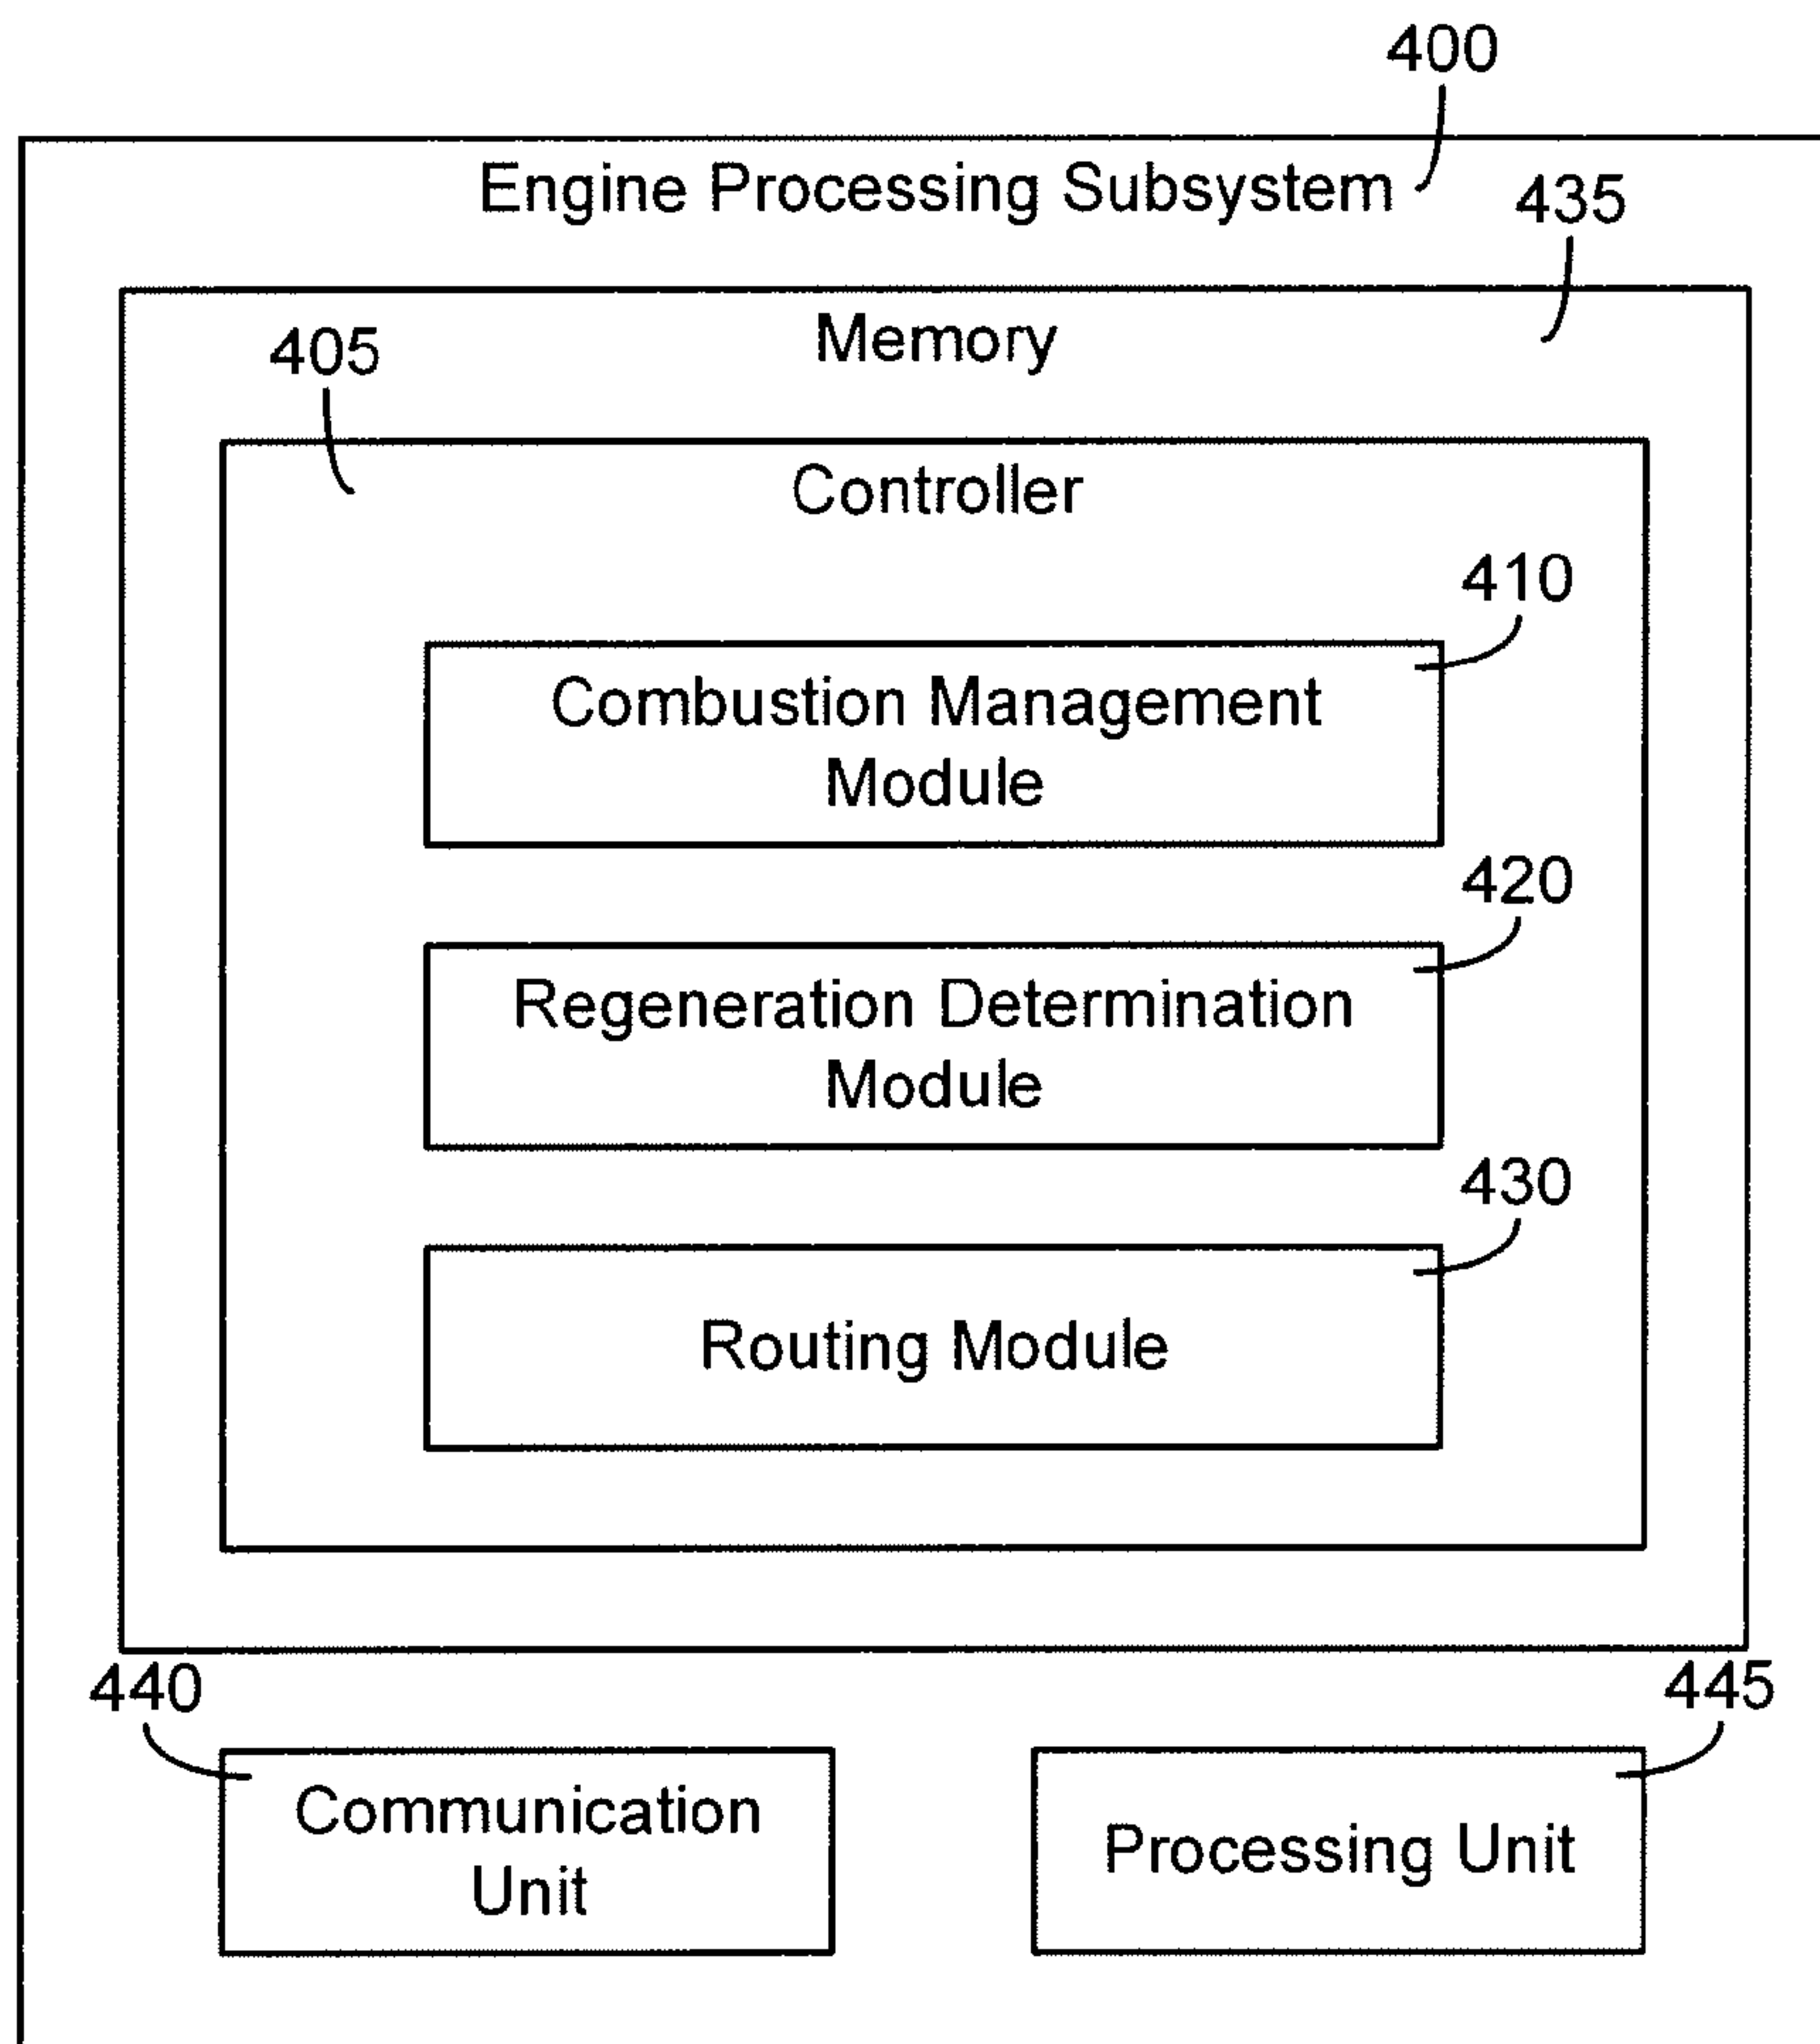 400
Engine Processing Subsystem
435
Memory
405
Controller
410
Combustion Management
Module
420
Regeneration Determination
Module
430
Routing Module
440
445
Communication
Unit
Processing Unit